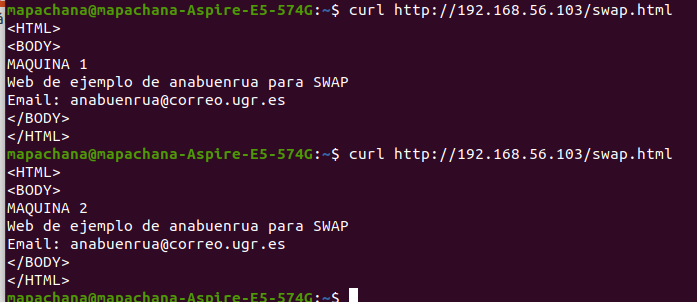 mapachana@mapachana-Aspire-E5-574G:~$ curl http://192.168.56.103/swap.html
<HTML>
<BODY>
MAQUINA 1
Web de ejemplo de anabuenrua para SWAP
Email: anabuenrua@correo.ugr.es
</BODY>
</HTML>
mapachana@mapachana-Aspire-E5-574G:~$ curl http://192.168.56.103/swap.html
<HTML>
<BODY>
MAQUINA 2
Web de ejemplo de anabuenrua para SWAP
Email: anabuenrua@correo.ugr.es
</BODY>
</HTML>
mapachana@mapachana-Aspire-E5-574G:~$